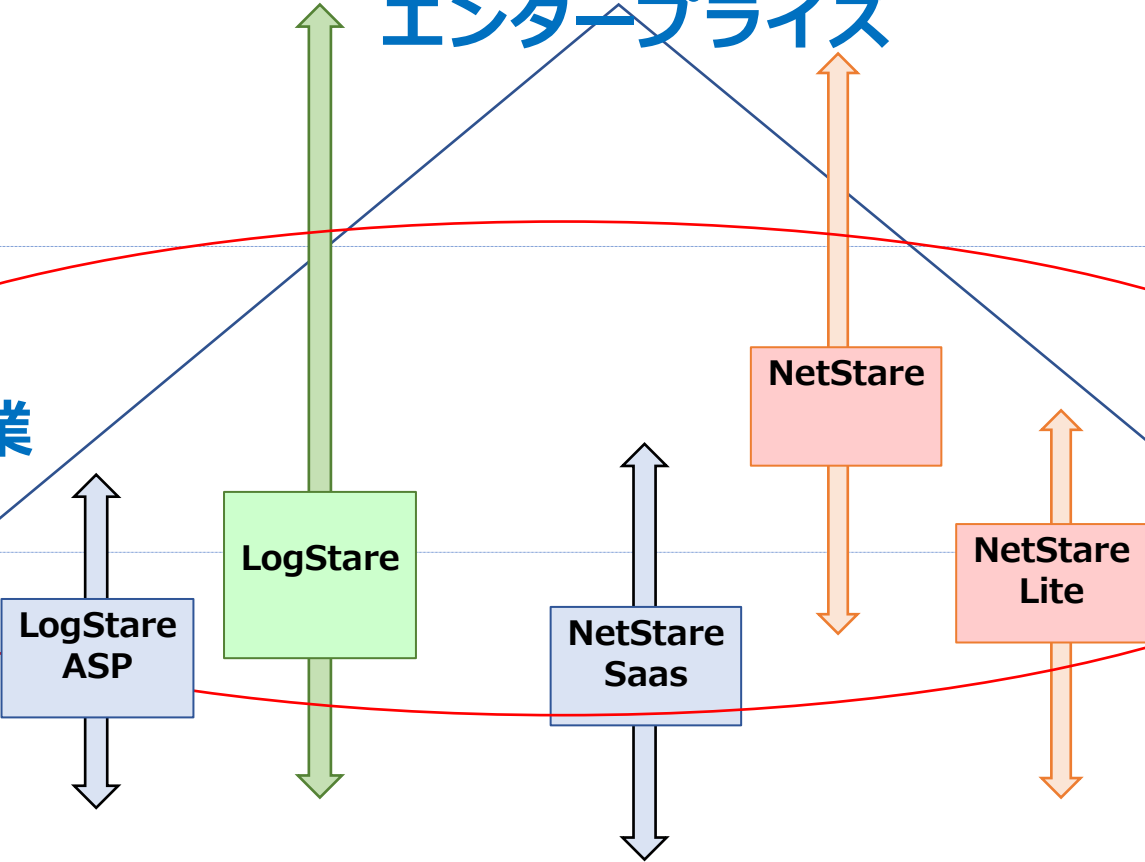 エンタープライズ
NetStare
業
LogStare
NetStare
Lite
LogStare
ASP
NetStare
Saas